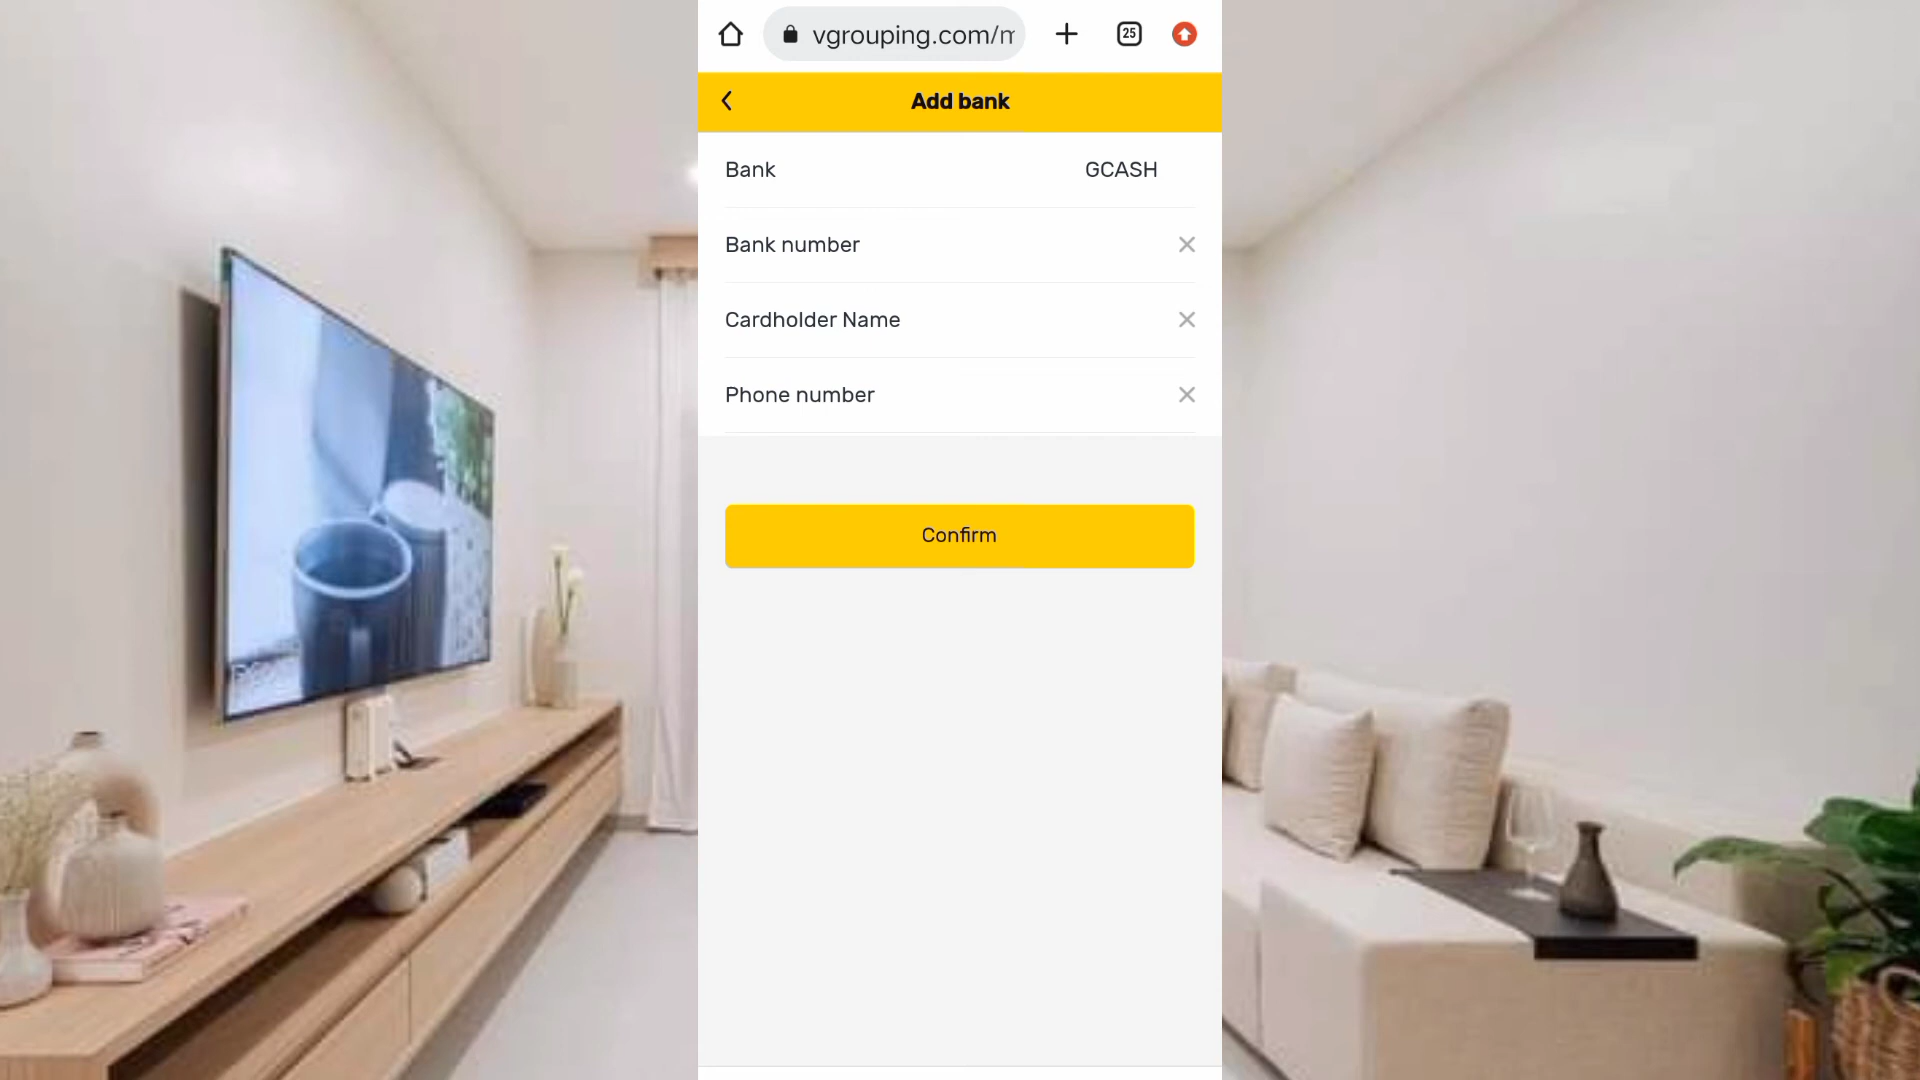 vgrouping.com/m
25
Add bank
Bank GCASH
Bank number
Cardholder Name
Phone number
Confirm